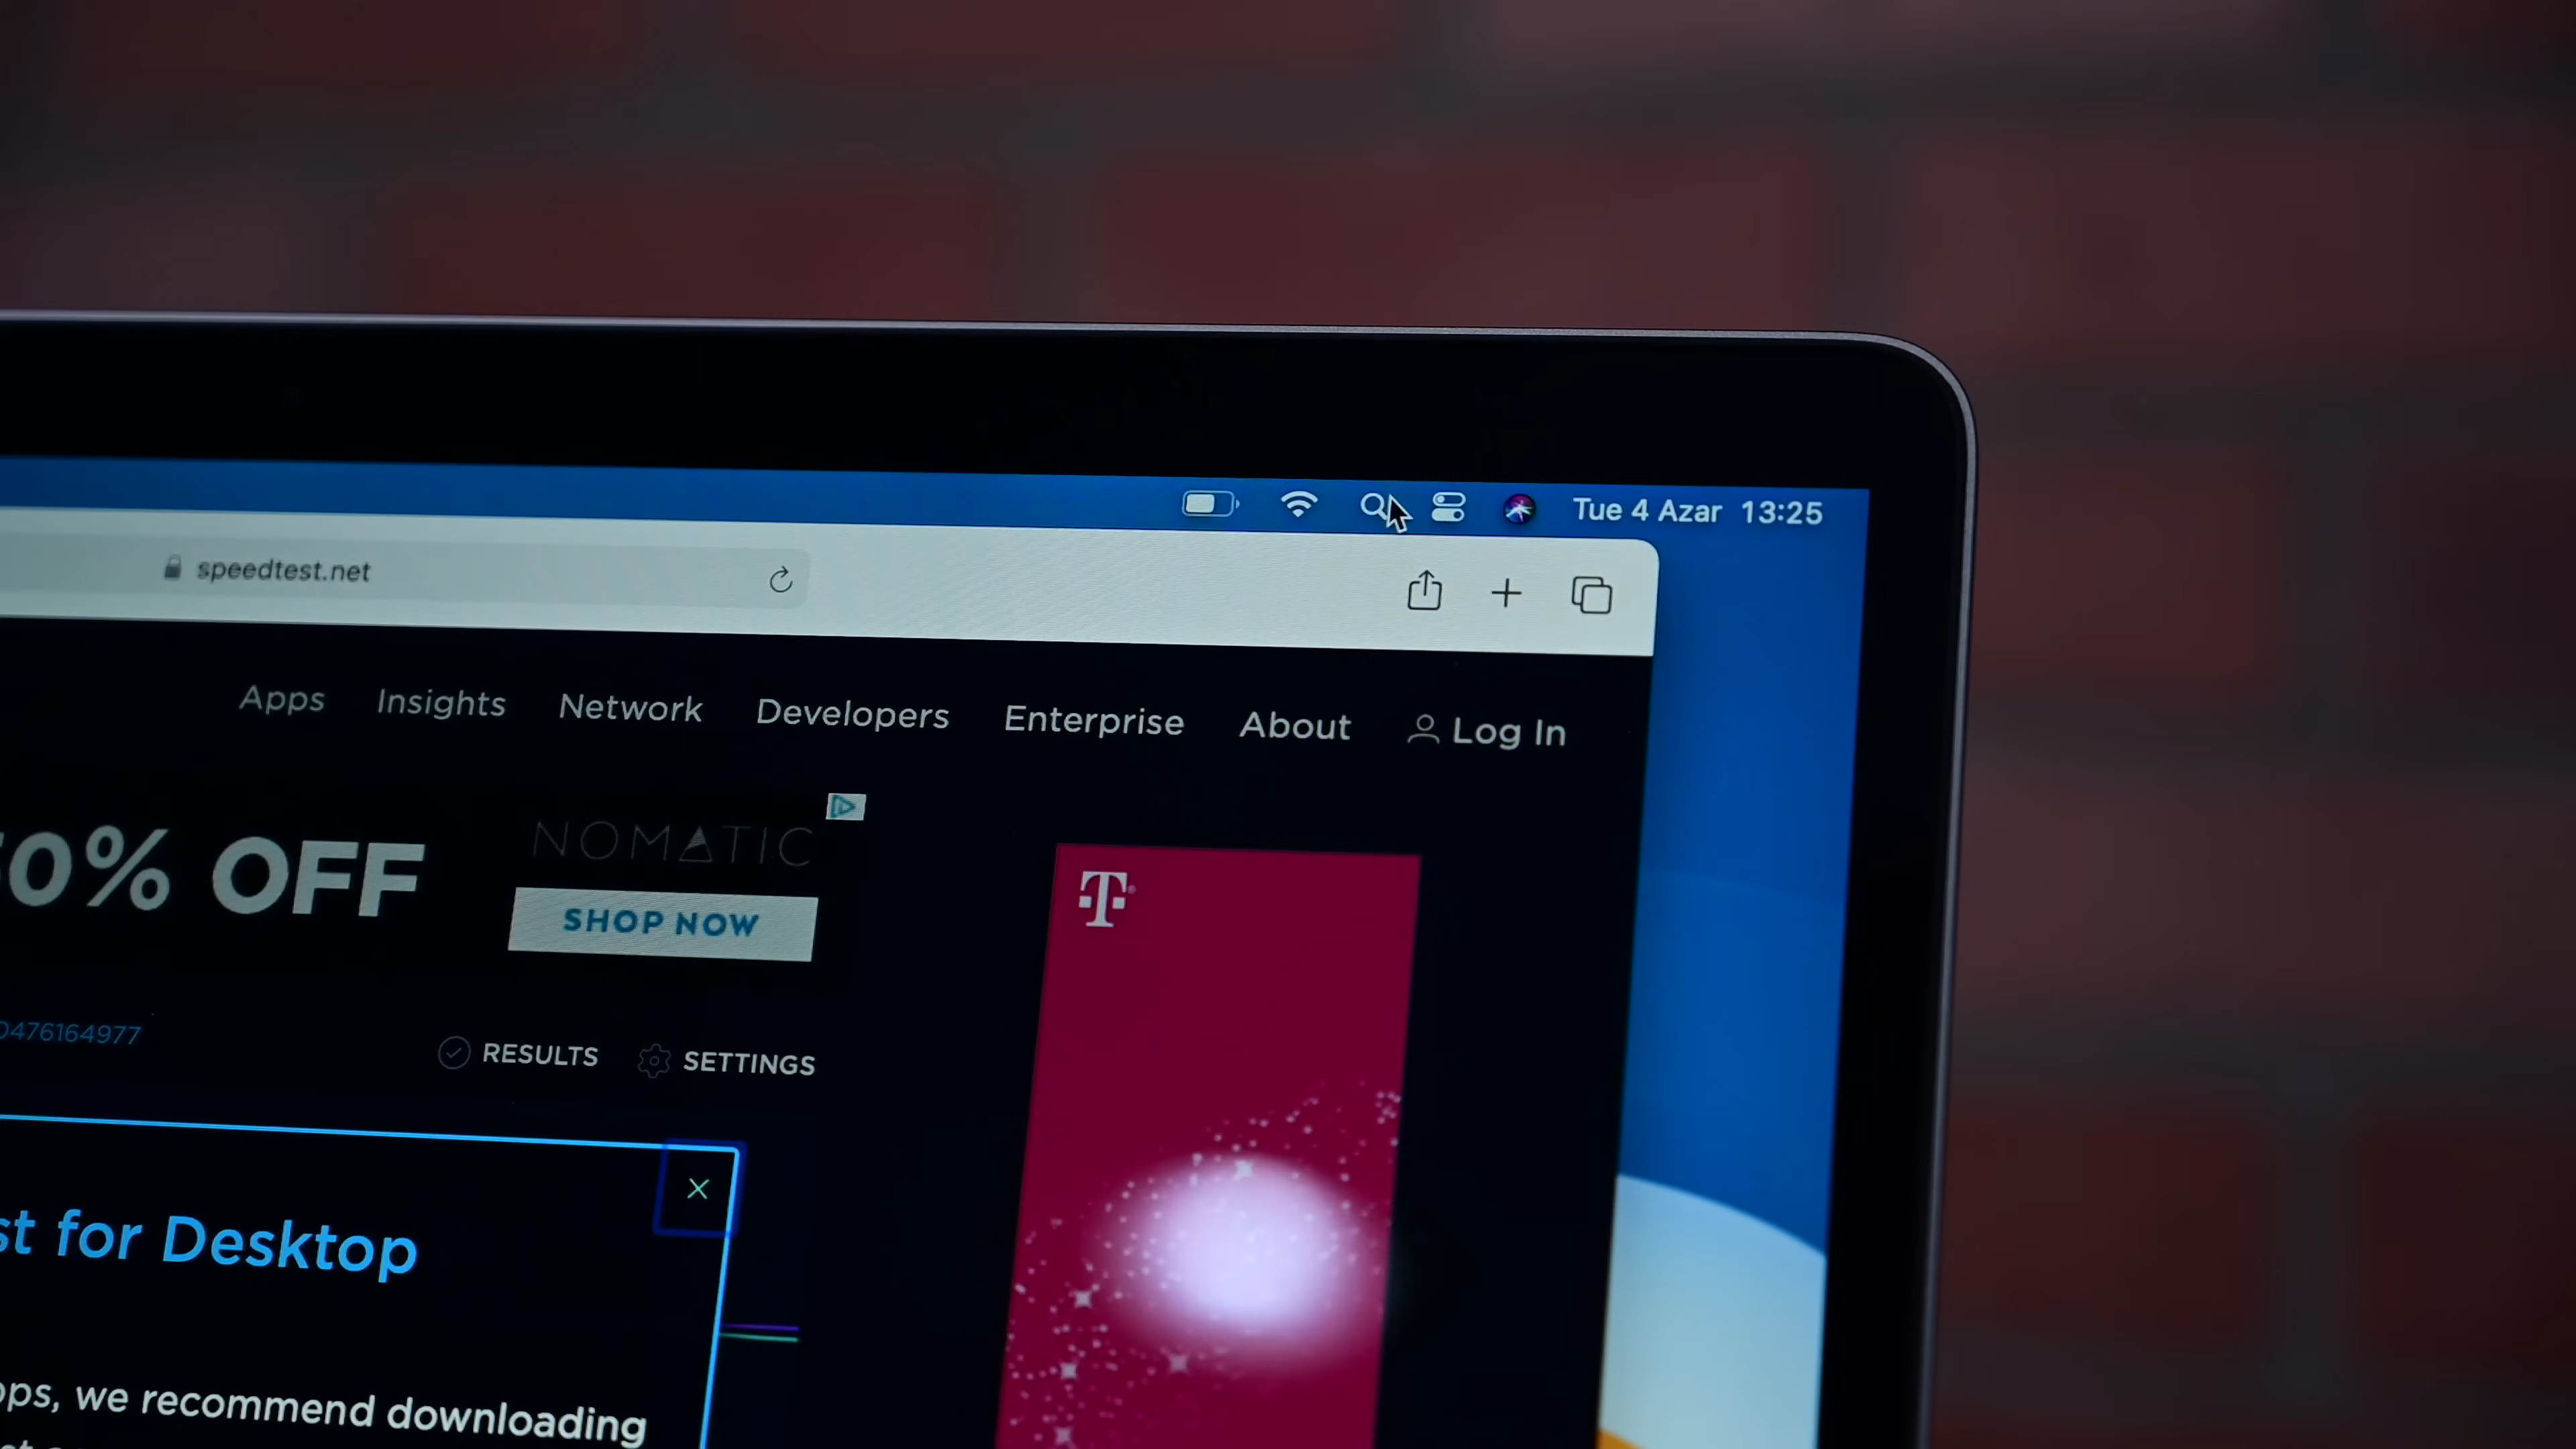 Tue 4 Azar 13:25
speedtest.net
Apps Insights Network Developers Enterprise About Log In
0% OFF
NOMATIC
SHOP NOW
T
0476164977
RESULTS SETTINGS
st for Desktop
ops, we recommend downloading